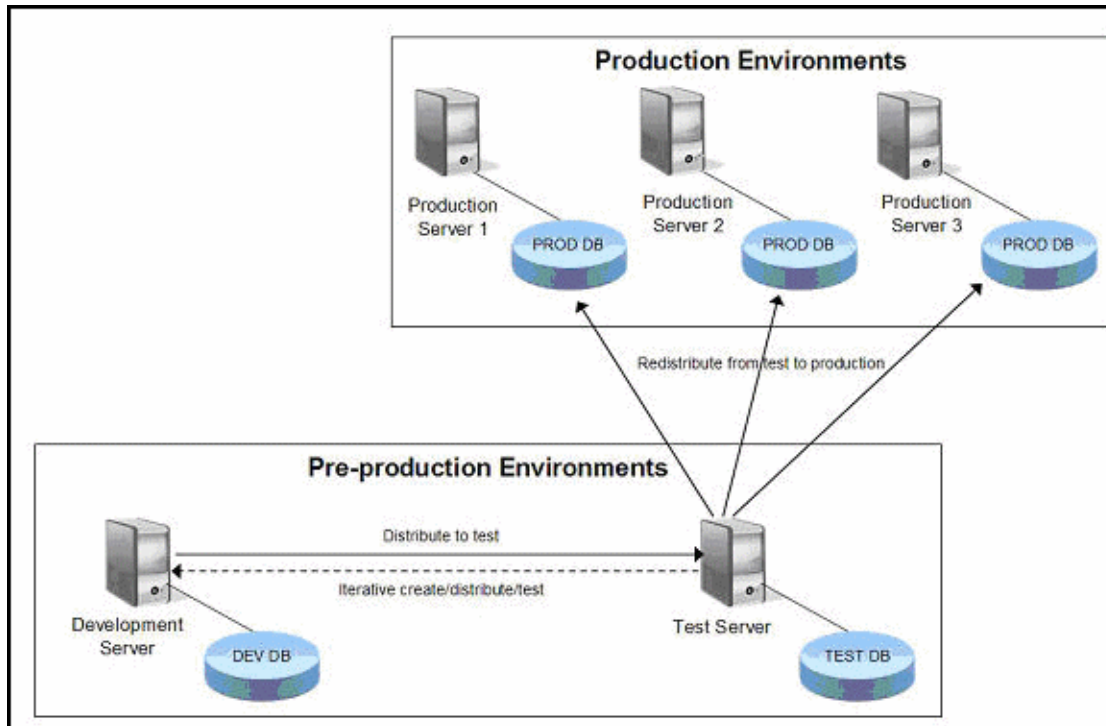 Production Environments
Production
Server 1
PROD DB
Production
Server 2
PROD DB
Production
Server 3
PROD DB
Redistribute from test to production
Pre-production Environments
Distribute to test
Iterative create/distribute/test
Development
Server
DEV DB
Test Server
TEST DB